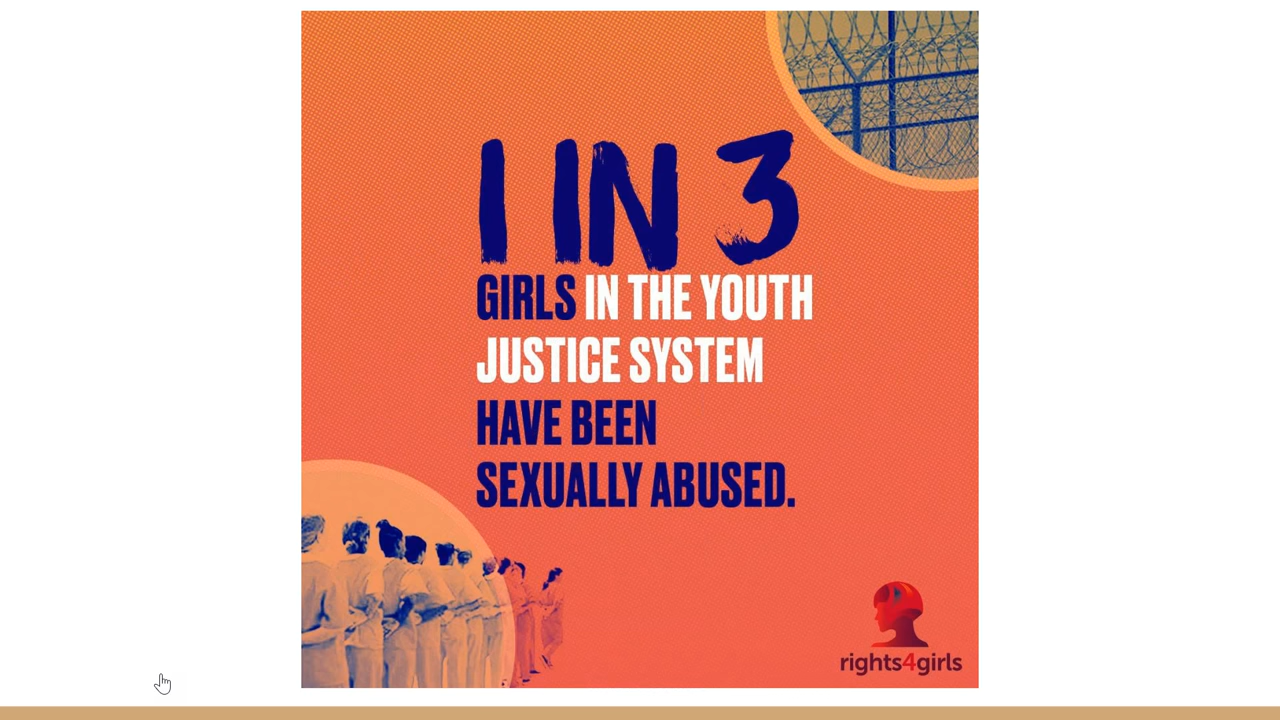 1 IN 3
GIRLS IN THE YOUTH
JUSTICE SYSTEM
HAVE BEEN
SEXUALLY ABUSED.
rights4girls